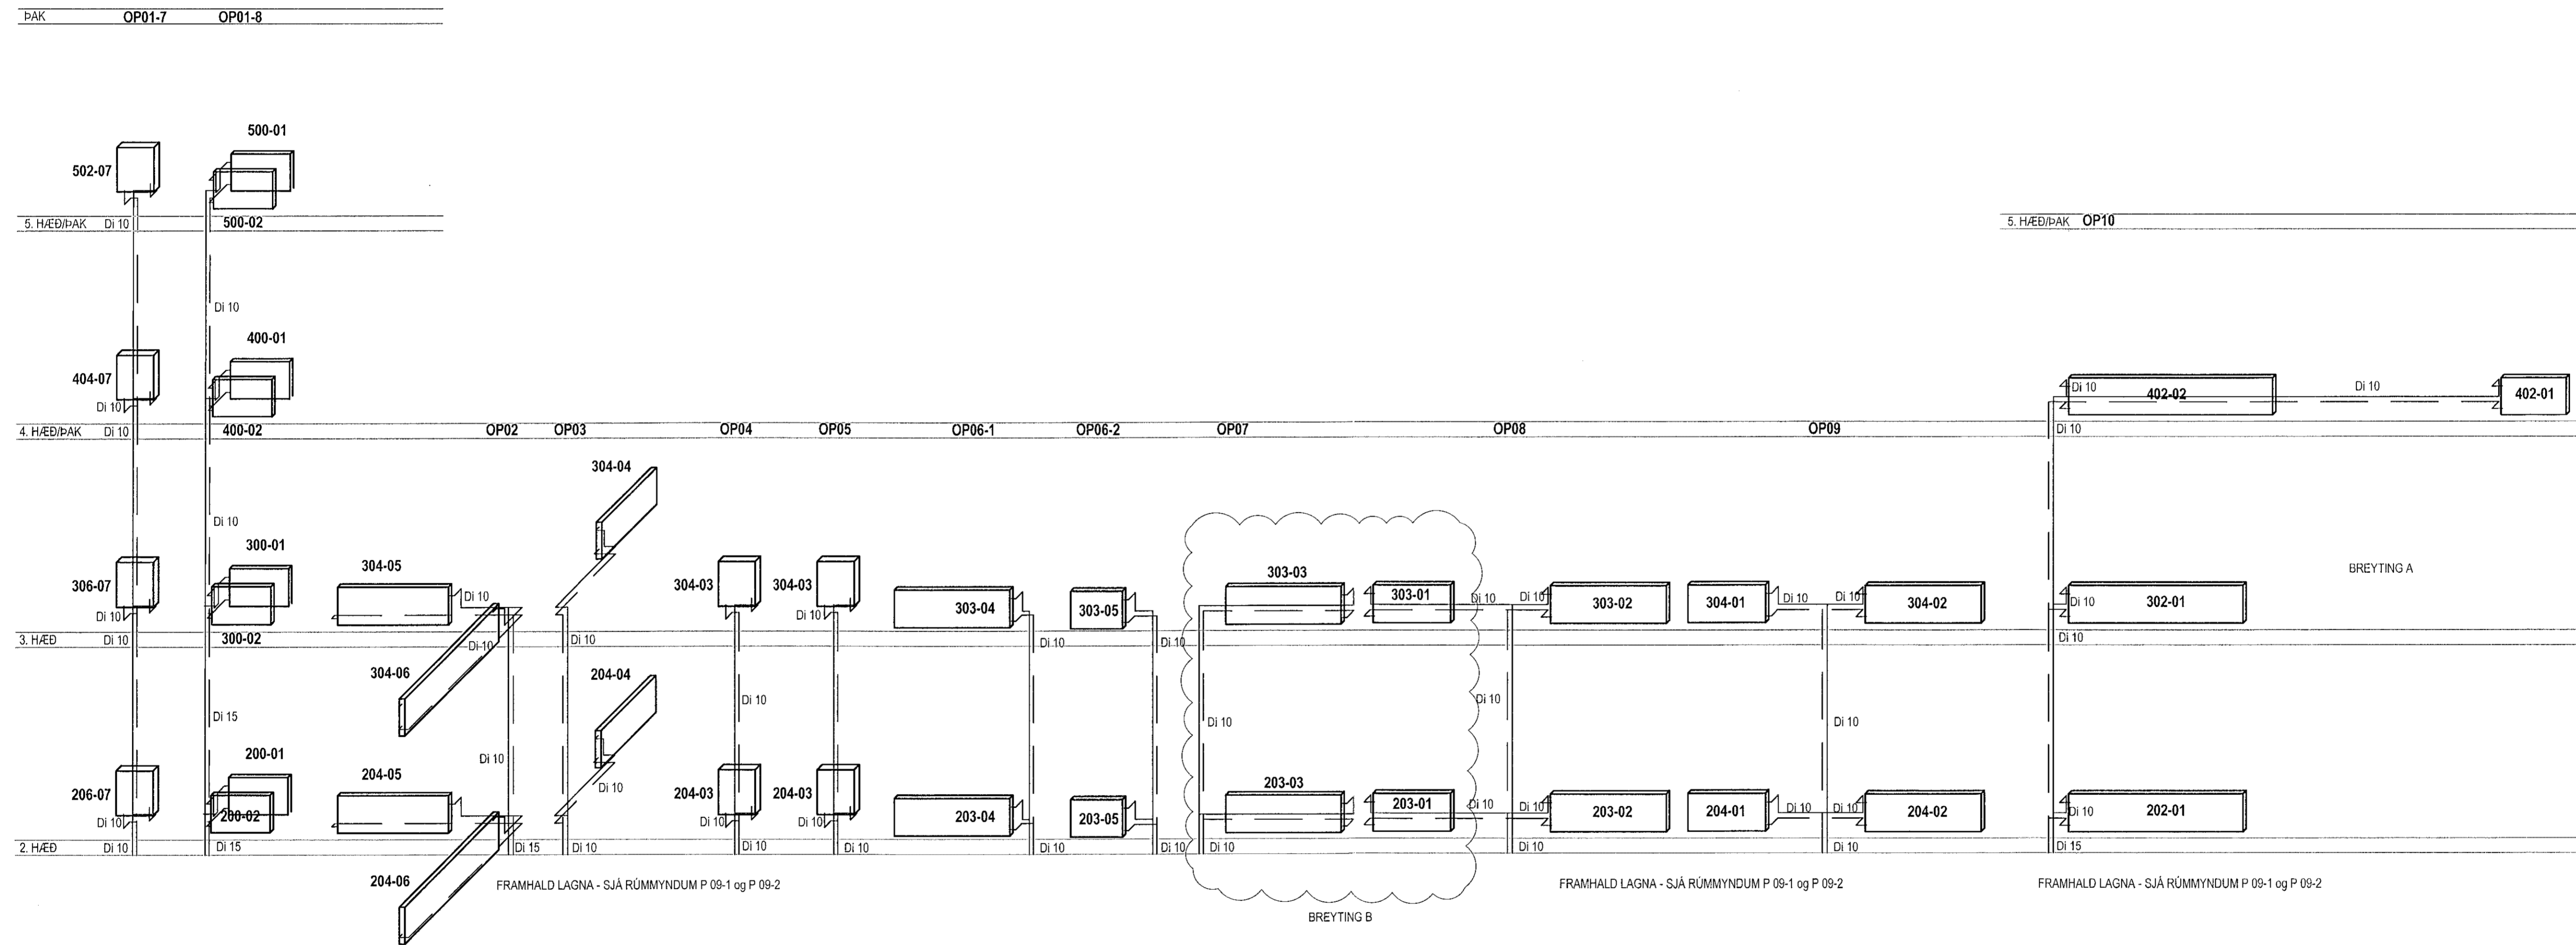 ÞAK OP01-7 OP01-8
500-01
502-07
5. HÆÐ/ÞAK Di 10 500-02
5. HÆÐ/ÞAK OP10
Di 10
400-01
404-07
Di 10
Di 10 402-02 Di 10 402-01
4. HÆÐ/ÞAK Di 10 400-02 OP02 OP03 OP04 OP05 OP06-1 OP06-2 OP07 OP08 OP09 Di 10
304-04
Di 10
300-01
304-05
303-03
BREYTING A
306-07 304-03 304-03
Di 10 Di 10 Di 10 303-04 303-05 303-01 Di 10 Di 10 303-02 304-01 Di 10 Di 10 304-02 Di 10 302-01
3. HÆÐ Di 10 300-02 Di 10 Di 10 Di 10 Di 10 Di 10
304-06 204-04
Di 10 Di 10 Di 10
Di 15 Di 10 Di 10
200-01
Di 10
204-05
203-03
Di 10
206-07 204-03 204-03
200-02 203-04 203-05 203-01 Di 10 Di 10 203-02 204-01 Di 10 Di 10 204-02 Di 10 202-01
Di 10 Di 10 Di 10
2. HÆÐ Di 10 Di 15 Di 15 Di 10 Di 10 Di 10 Di 10 Di 10 Di 10 Di 10 Di 10 Di 15
204-06
FRAMHALD LAGNA - SJÁ RÚMMYNDUM P 09-1 og P 09-2
FRAMHALD LAGNA - SJÁ RÚMMYNDUM P 09-1 og P 09-2
FRAMHALD LAGNA - SJÁ RÚMMYNDUM P 09-1 og P 09-2
BREYTING B